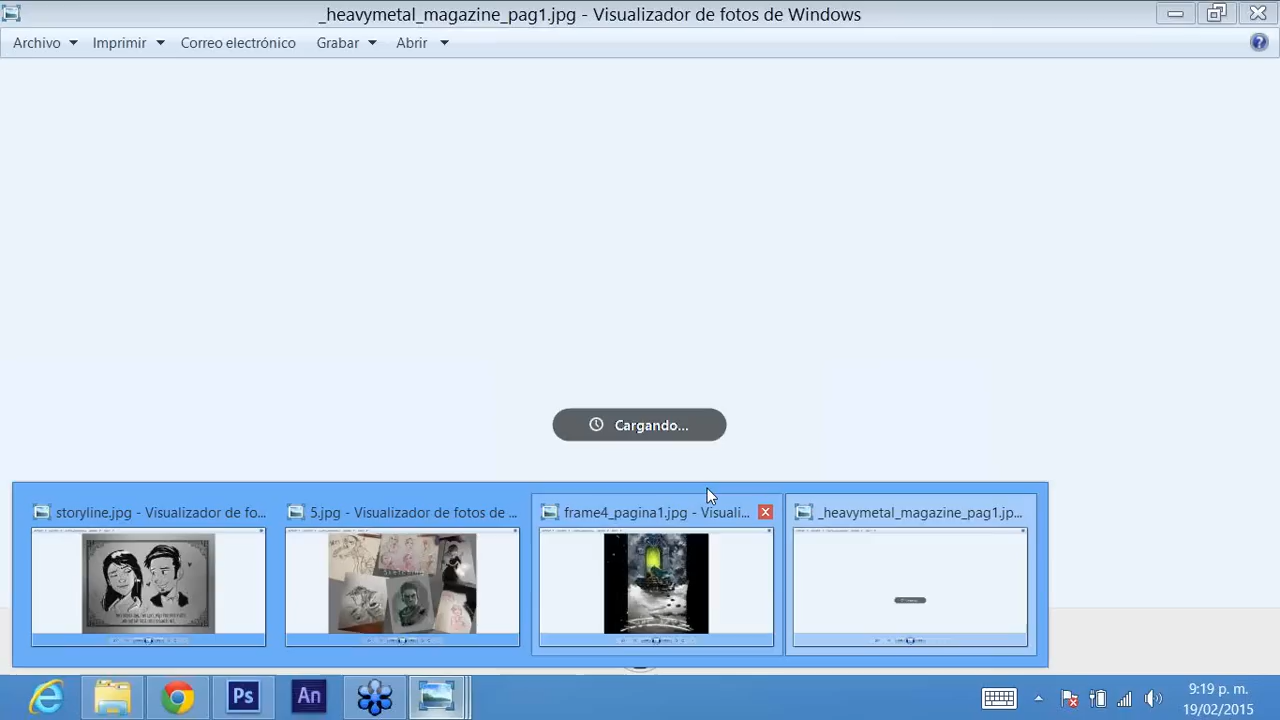 _heavymetal_magazine_pag1.jpg - Visualizador de fotos de Windows
Archivo Imprimir Correo electrónico Grabar Abrir
Cargando...
storyline.jpg - Visualizador de fo...
5.jpg - Visualizador de fotos de ...
frame4_pagina1.jpg - Visuali...
_heavymetal_magazine_pag1.jp...
Ps
An
9:19 p. m.
19/02/2015